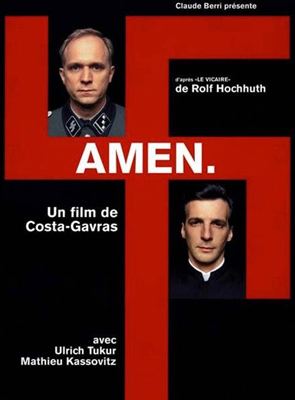 Claude Berri présente
d'après «LE VICAIRE»
de Rolf Hochhuth
AMEN.
Un film de
Costa-Gavras
avec
Ulrich Tukur
Mathieu Kassovitz